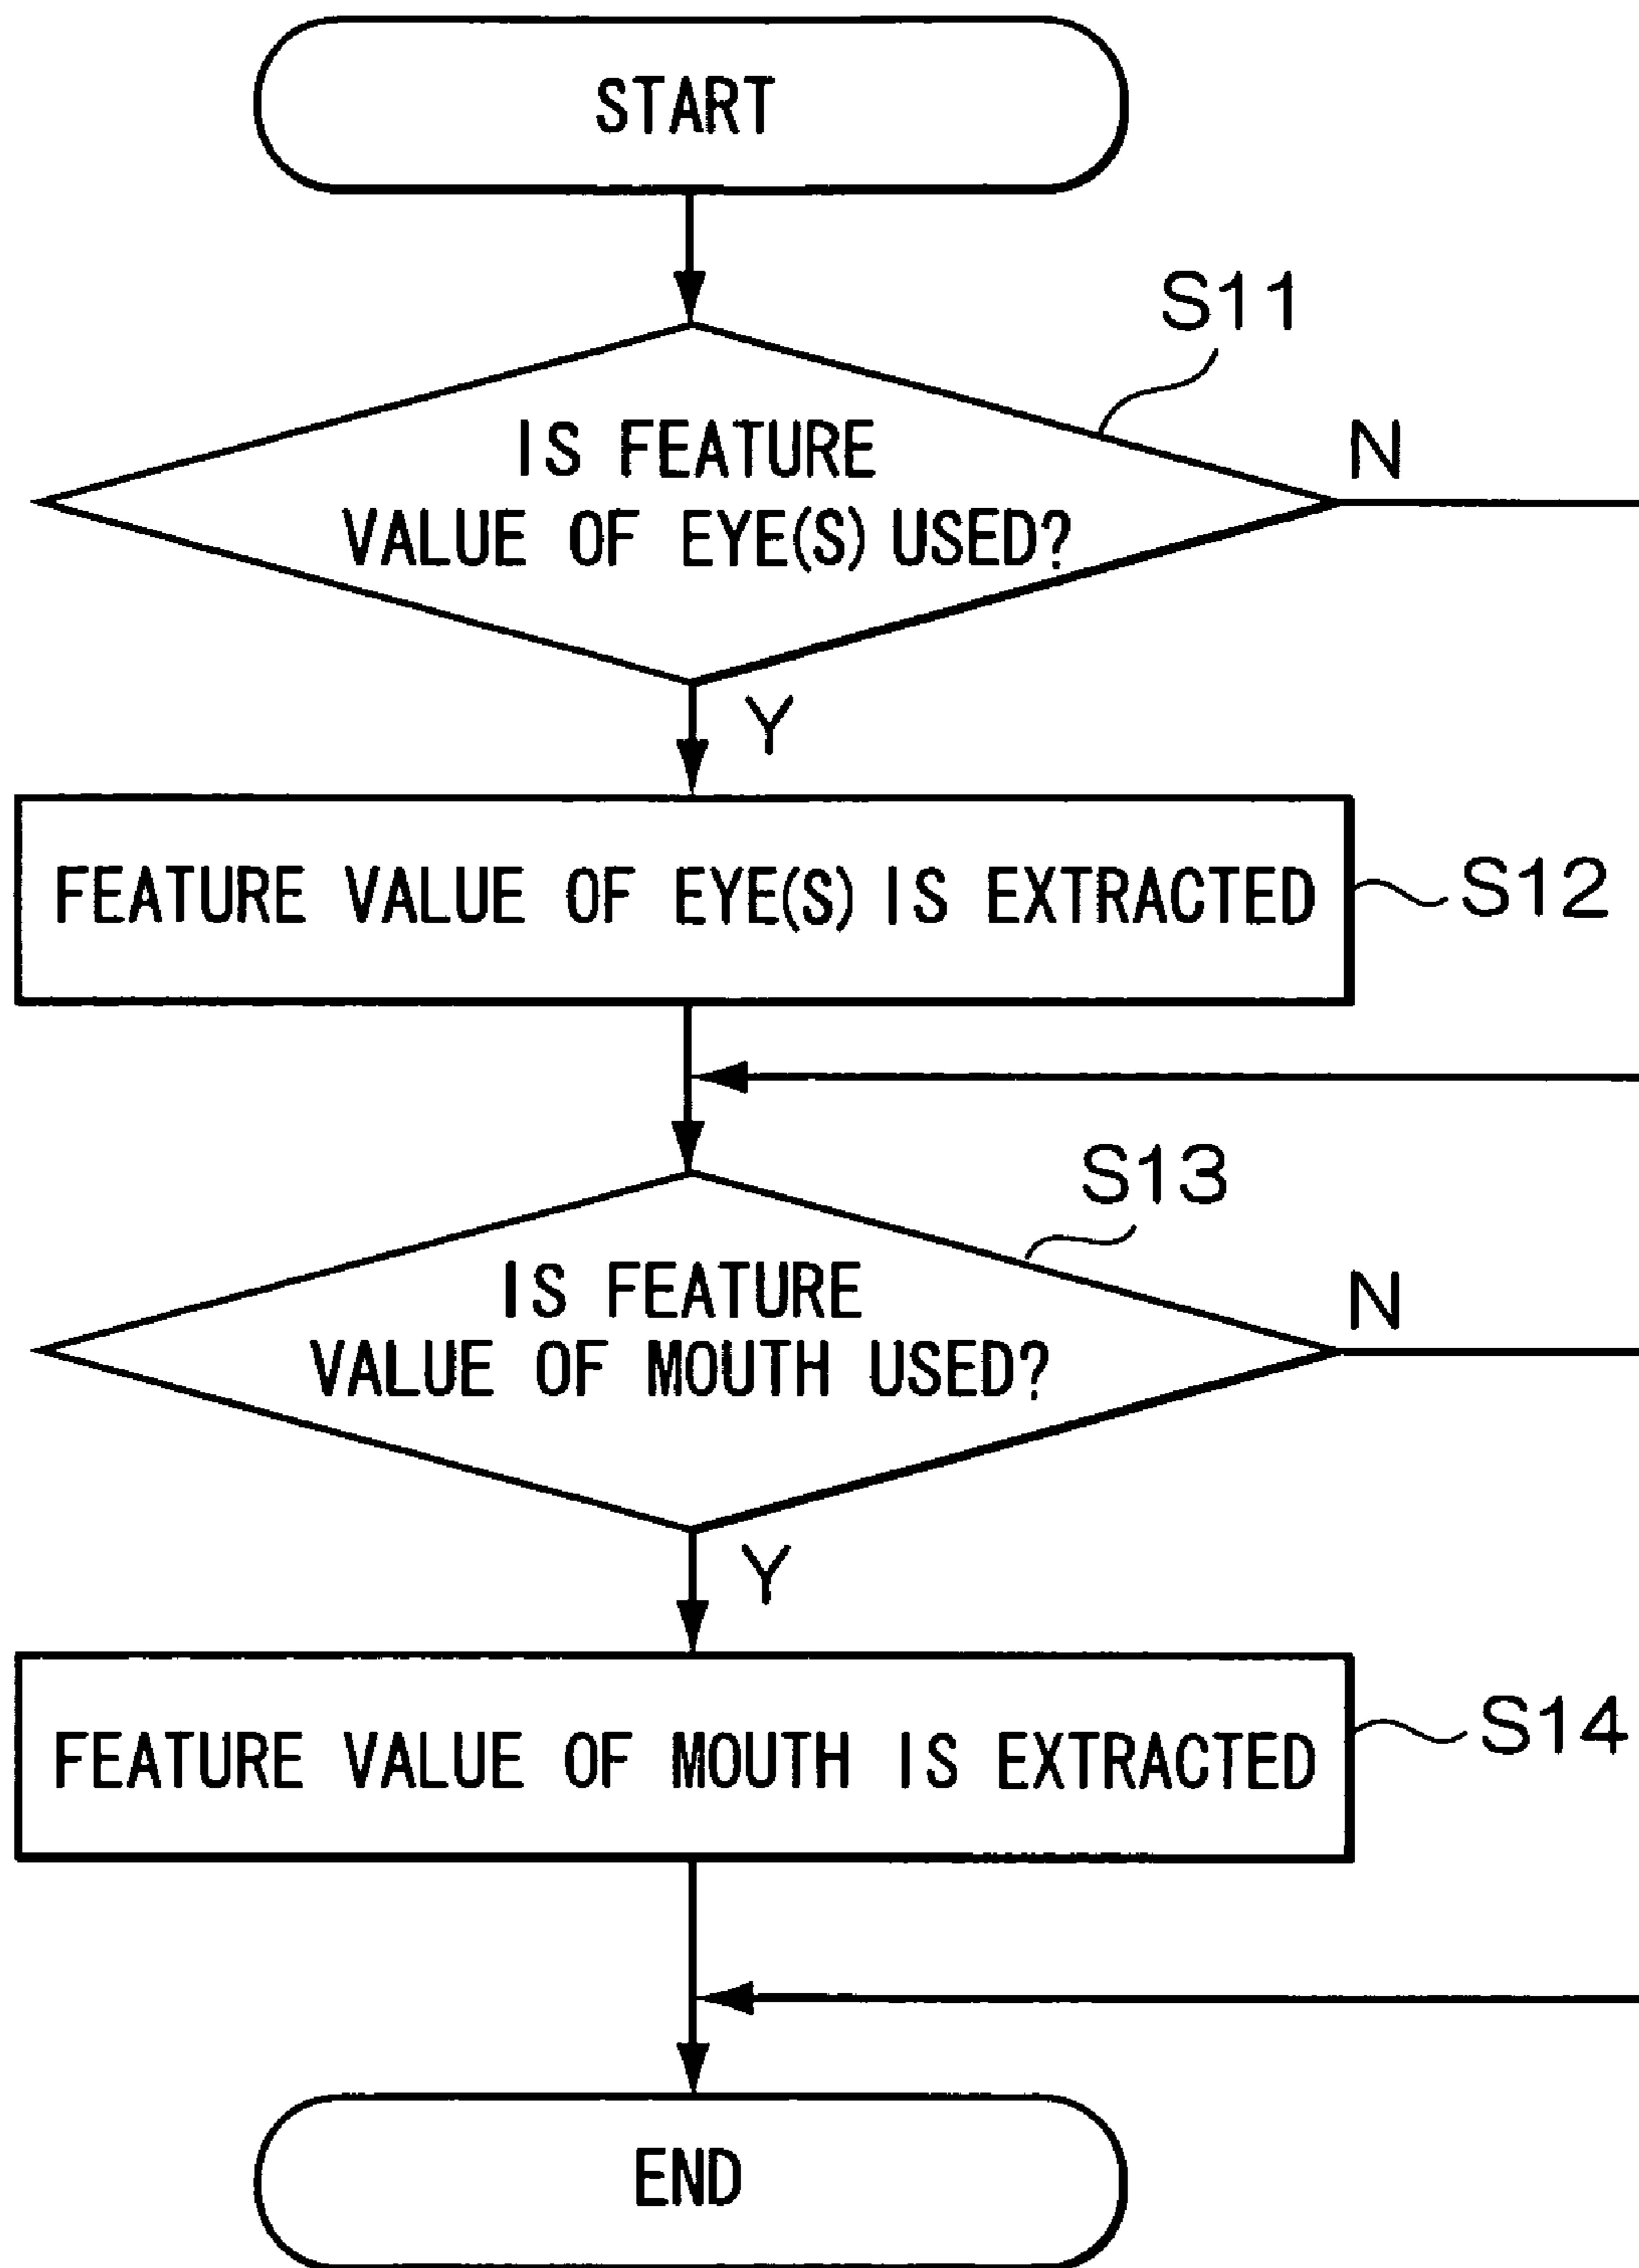 START
S11
IS FEATURE
VALUE OF EYE(S) USED?
N
Y
FEATURE VALUE OF EYE(S) IS EXTRACTED
S12
S13
IS FEATURE
VALUE OF MOUTH USED?
N
Y
FEATURE VALUE OF MOUTH IS EXTRACTED
S14
END